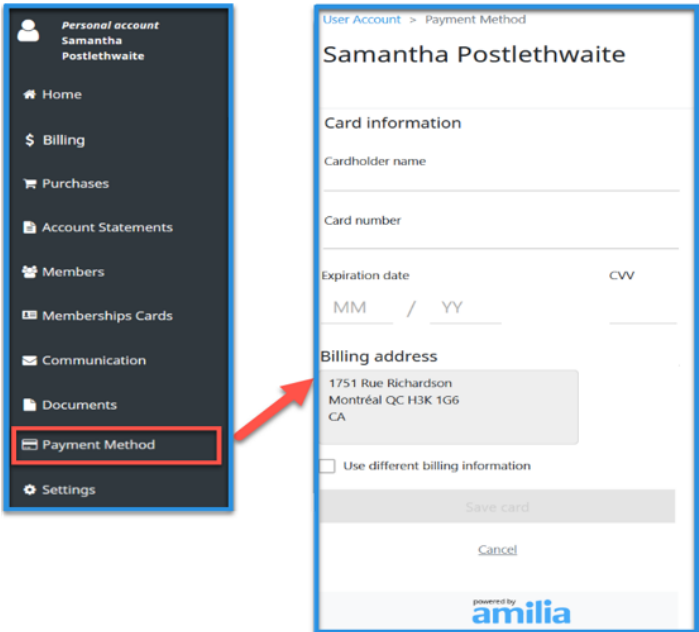 Personal account
Samantha
Postlethwaite
Home
$ Billing
Purchases
Account Statements
Members
Memberships Cards
Communication
Documents
Payment Method
Settings
User Account > Payment Method
Samantha Postlethwaite
Card information
Cardholder name
Card number
Expiration date CVV
MM / YY
Billing address
1751 Rue Richardson
Montréal QC H3K 1G6
CA
Use different billing information
Save card
Cancel
powered by
amilia